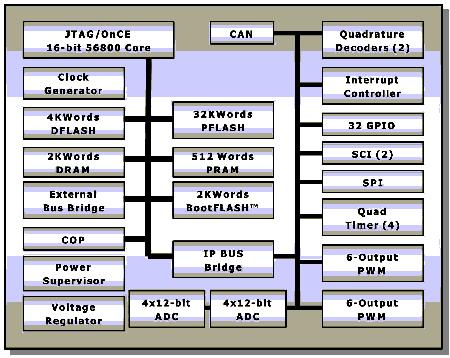 JTAG/OnCE
16-bit 56800 Core
CAN
Quadrature
Decoders (2)
Clock
Generator
Interrupt
Controller
4KWords
DFLASH
32KWords
PFLASH
32 GPIO
2KWords
DRAM
512 Words
PRAM
SCI (2)
SPI
External
Bus Bridge
2KWords
BootFLASH™
Quad
Timer (4)
COP
IP BUS
Bridge
Power
Supervisor
6-Output
PWM
Voltage
Regulator
4x12-bit
ADC
4x12-bit
ADC
6-Output
PWM